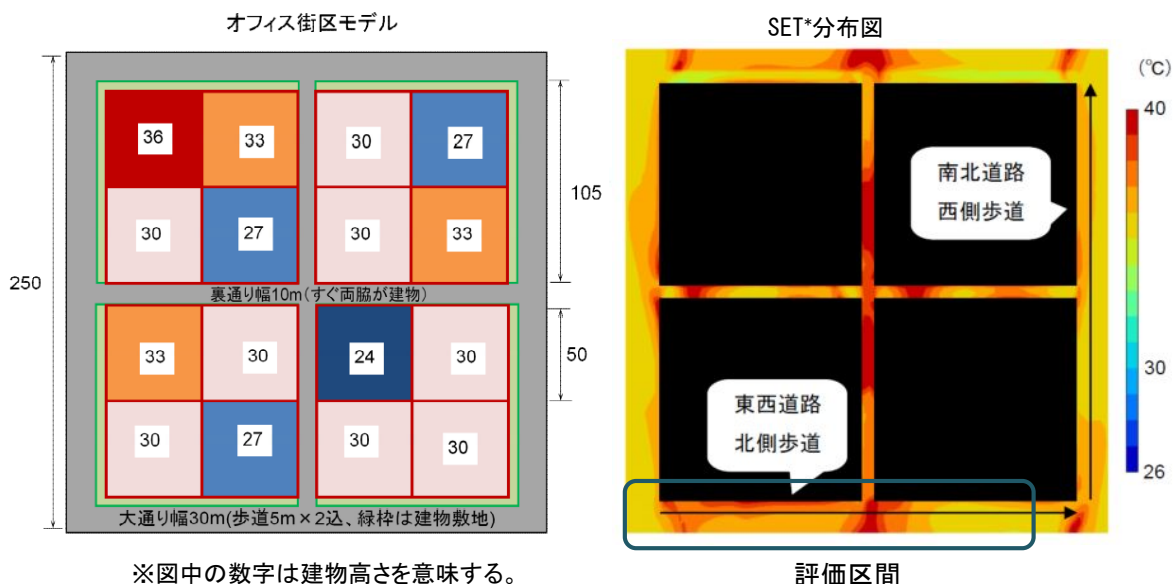 オフィス街区モデル
36
33
30
27
30
27
30
33
105
250
裏通り幅10m(すぐ両脇が建物)
33
30
24
30
50
30
27
30
30
大通り幅30m(歩道5m×2込、緑枠は建物敷地)
※図中の数字は建物高さを意味する。
SET*分布図
(℃)
40
30
26
南北道路
西側歩道
東西道路
北側歩道
評価区間